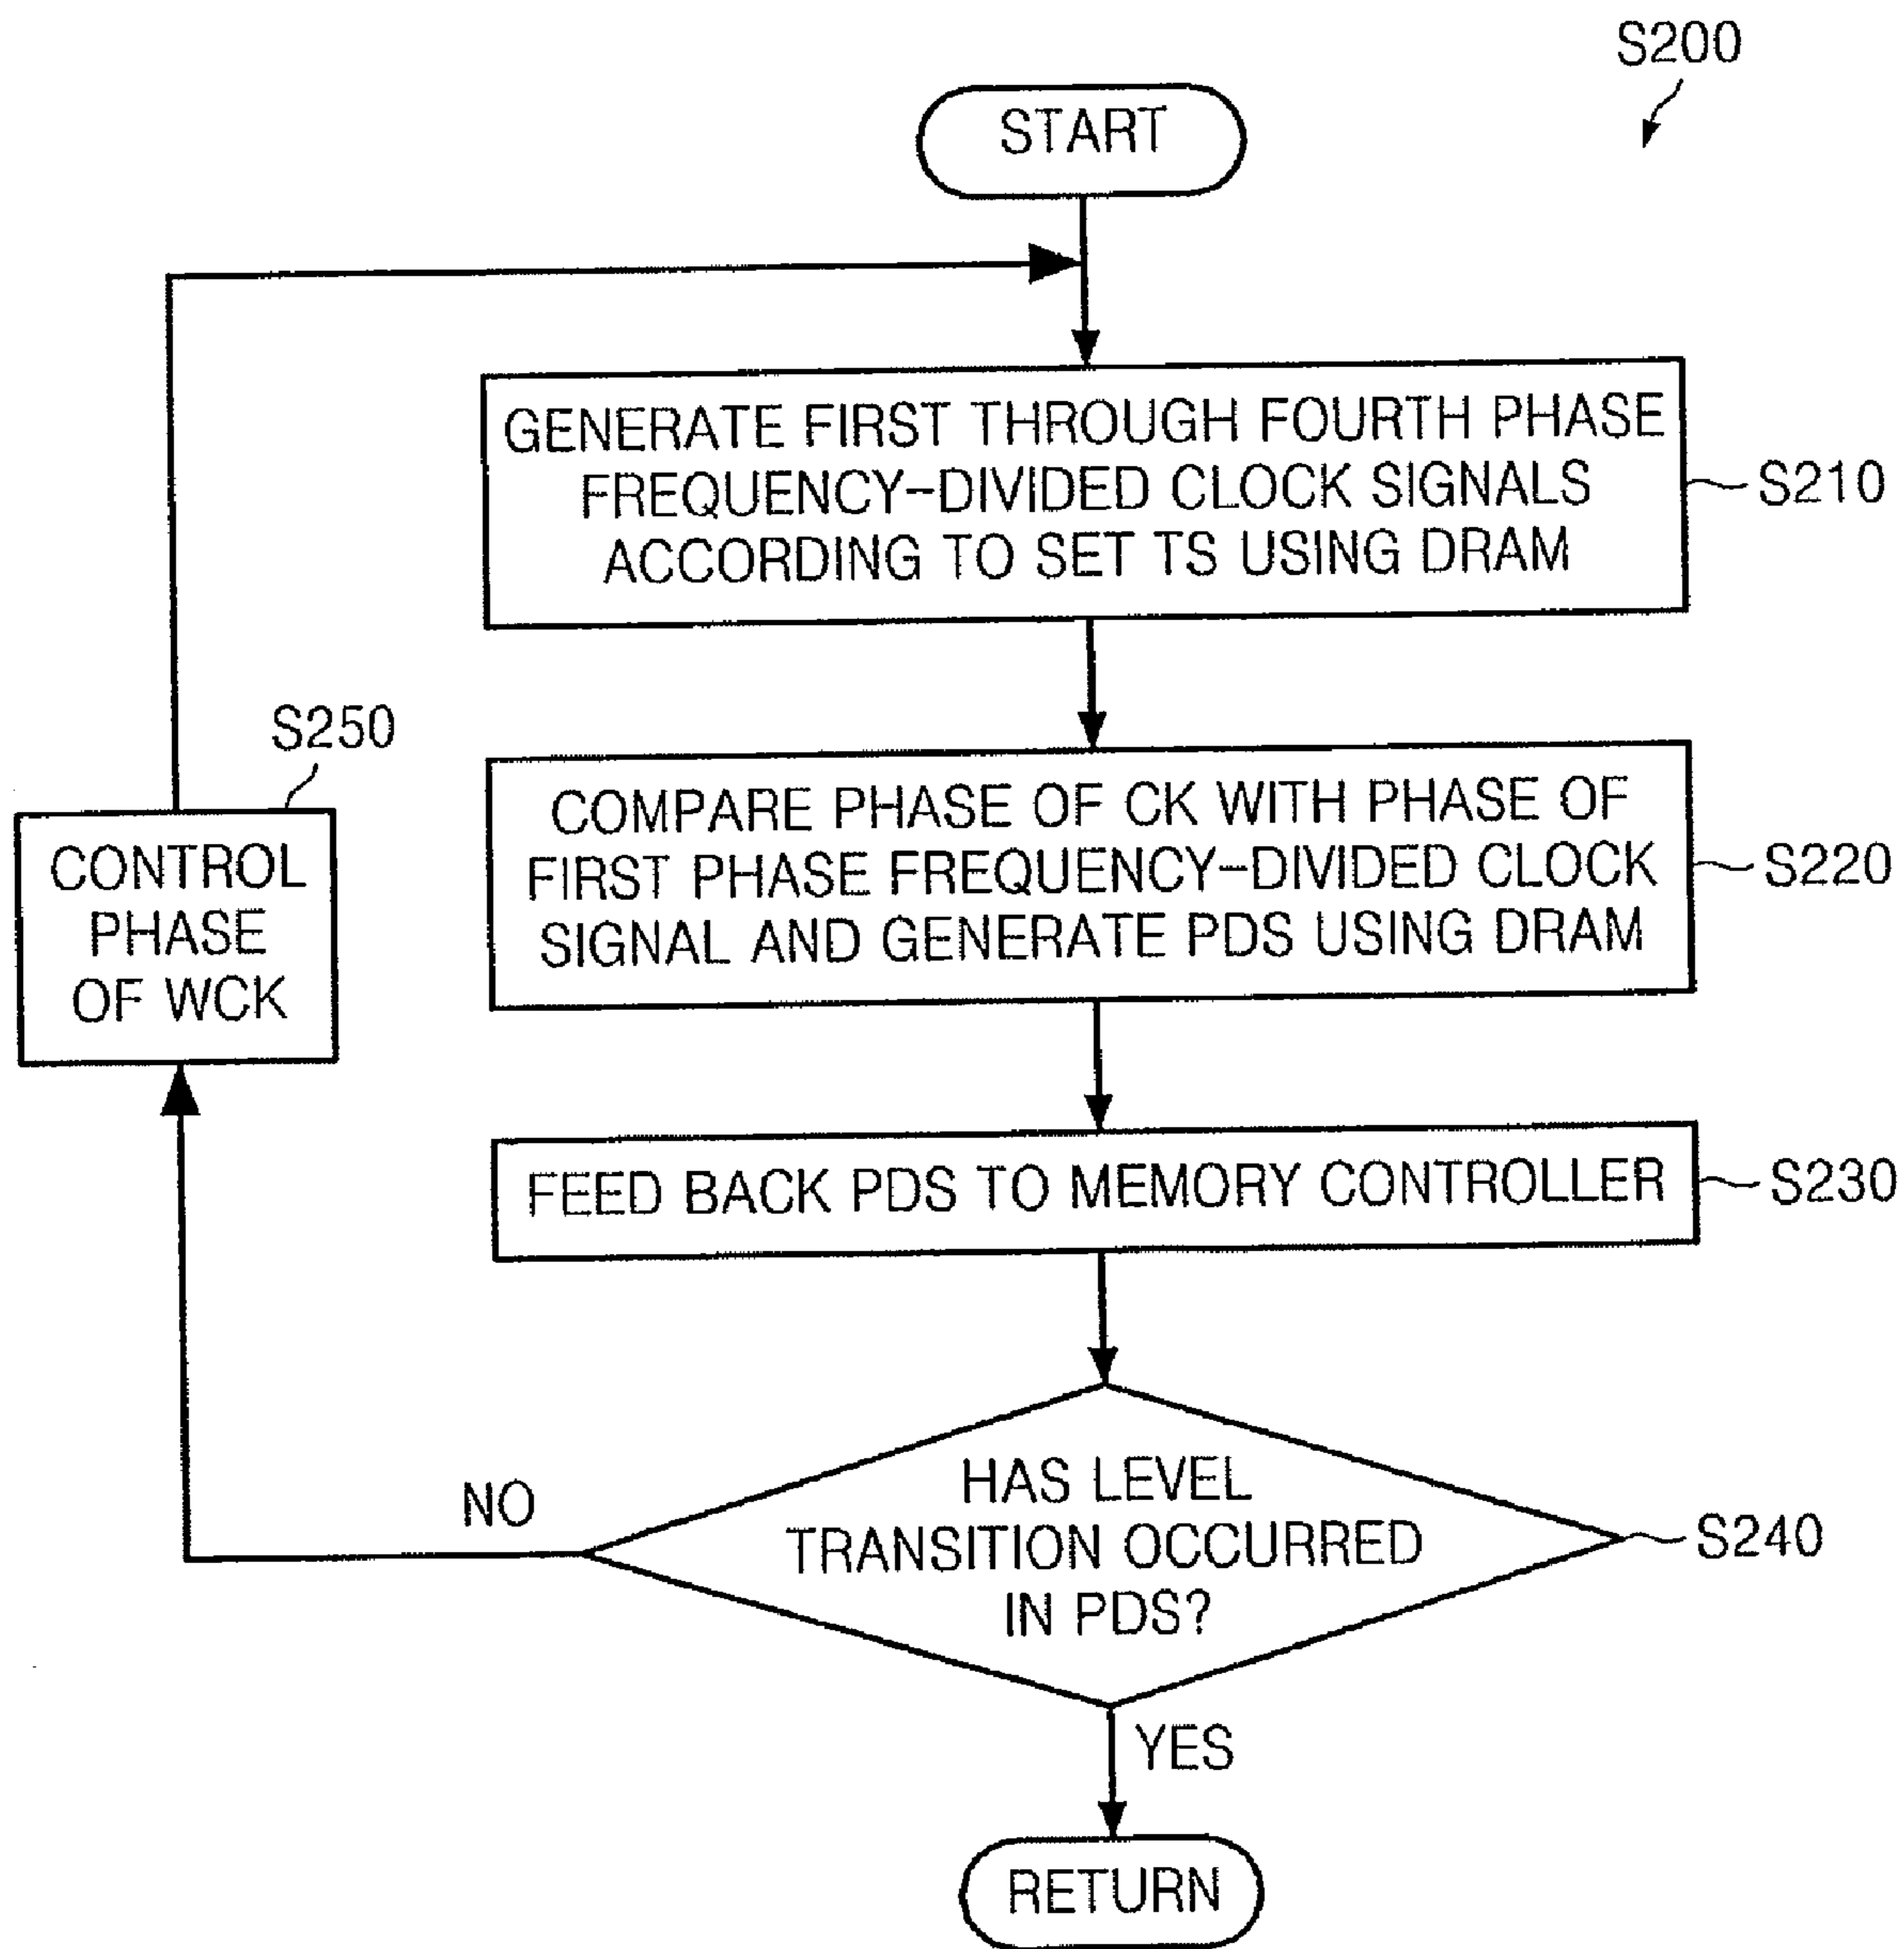 S200
START
GENERATE FIRST THROUGH FOURTH PHASE
FREQUENCY-DIVIDED CLOCK SIGNALS
ACCORDING TO SET TS USING DRAM
S210
COMPARE PHASE OF CK WITH PHASE OF
FIRST PHASE FREQUENCY-DIVIDED CLOCK
SIGNAL AND GENERATE PDS USING DRAM
S220
S250
CONTROL
PHASE
OF WCK
FEED BACK PDS TO MEMORY CONTROLLER
S230
HAS LEVEL
TRANSITION OCCURRED
IN PDS?
S240
NO
YES
RETURN